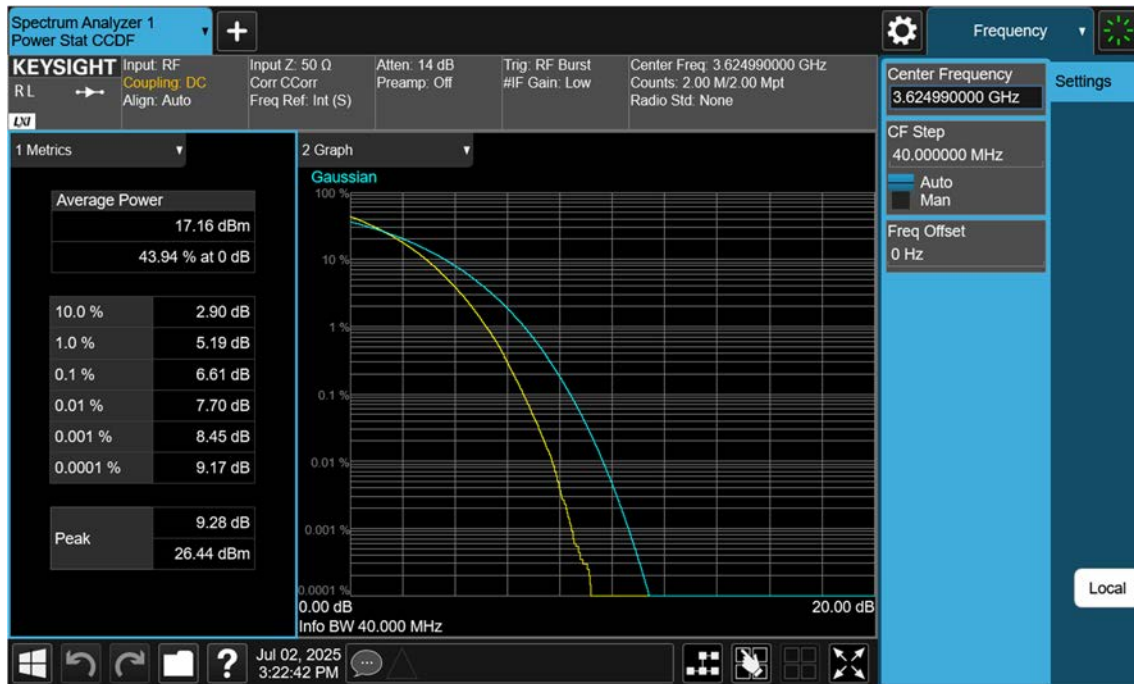 Spectrum Analyzer 1
Power Stat CCDF
+
Frequency
KEYSIGHT
RL
LXI
Input: RF
Coupling: DC
Align: Auto
Input Z: 50 Ω
Corr CCorr
Freq Ref: Int (S)
Atten: 14 dB
Preamp: Off
Trig: RF Burst
#IF Gain: Low
Center Freq: 3.624990000 GHz
Counts: 2.00 M/2.00 Mpt
Radio Std: None
Center Frequency
3.624990000 GHz
Settings
CF Step
40.000000 MHz
Auto
Man
Freq Offset
0 Hz
1 Metrics
Average Power
17.16 dBm
43.94 % at 0 dB
10.0 % 2.90 dB
1.0 % 5.19 dB
0.1 % 6.61 dB
0.01 % 7.70 dB
0.001 % 8.45 dB
0.0001 % 9.17 dB
Peak 9.28 dB
26.44 dBm
2 Graph
Gaussian
100 %
10 %
1 %
0.1 %
0.01 %
0.001 %
0.0001 %
0.00 dB 20.00 dB
Info BW 40.000 MHz
Local
?
Jul 02, 2025
3:22:42 PM